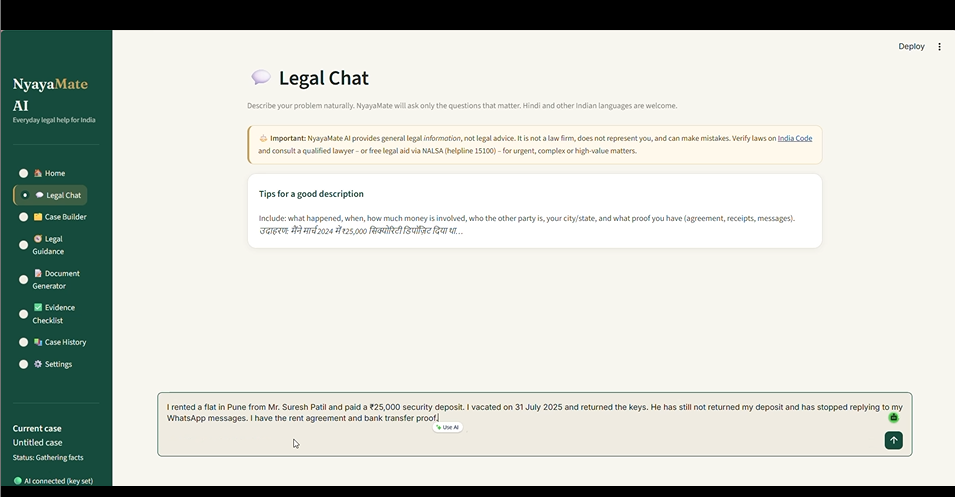 Deploy
NyayaMate
AI
Everyday legal help for India
Home
Legal Chat
Case Builder
Legal
Guidance
Document
Generator
Evidence
Checklist
Case History
Settings
Current case
Untitled case
Status: Gathering facts
AI connected (key set)
Legal Chat
Describe your problem naturally. NyayaMate will ask only the questions that matter. Hindi and other Indian languages are welcome.
Important: NyayaMate AI provides general legal information, not legal advice. It is not a law firm, does not represent you, and can make mistakes. Verify laws on India Code
and consult a qualified lawyer – or free legal aid via NALSA (helpline 15100) – for urgent, complex or high-value matters.
Tips for a good description
Include: what happened, when, how much money is involved, who the other party is, your city/state, and what proof you have (agreement, receipts, messages).
उदाहरण: मैंने मार्च 2024 में ₹25,000 सिक्योरिटी डिपॉज़िट दिया था...
I rented a flat in Pune from Mr. Suresh Patil and paid a ₹25,000 security deposit. I vacated on 31 July 2025 and returned the keys. He has still not returned my deposit and has stopped replying to my
WhatsApp messages. I have the rent agreement and bank transfer proof.
Use AI